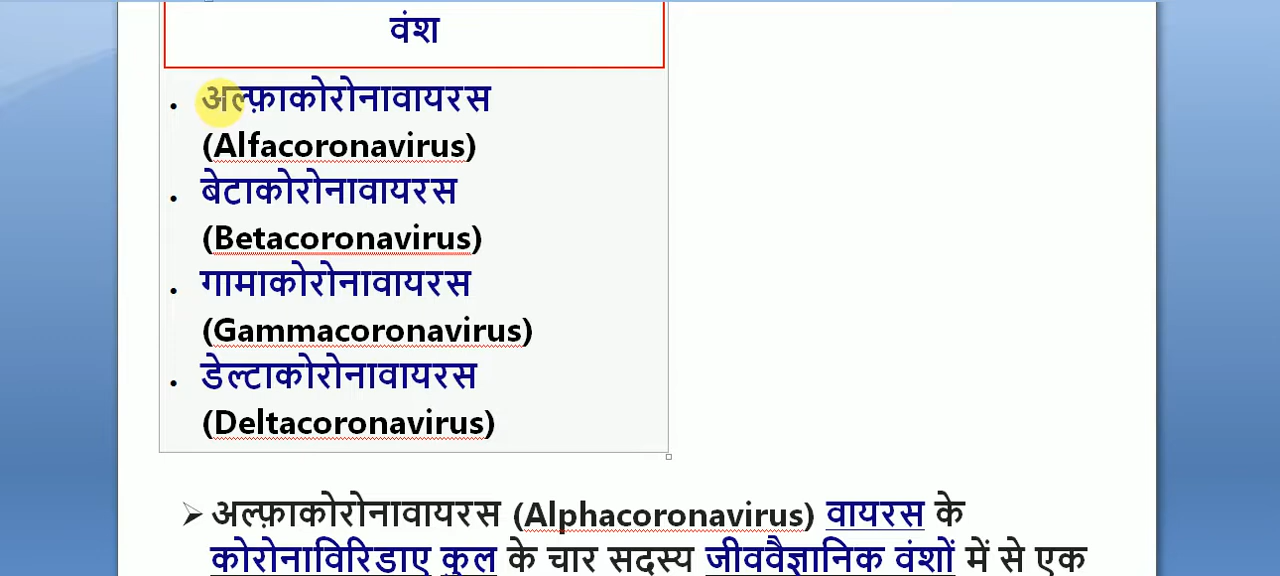 वंश
• अल्फ़ाकोरोनावायरस
(Alfacoronavirus)
• बेटाकोरोनावायरस
(Betacoronavirus)
• गामाकोरोनावायरस
(Gammacoronavirus)
• डेल्टाकोरोनावायरस
(Deltacoronavirus)
➢ अल्फ़ाकोरोनावायरस (Alphacoronavirus) वायरस के
कोरोनाविरिडाए कुल के चार सदस्य जीववैज्ञानिक वंशों में से एक